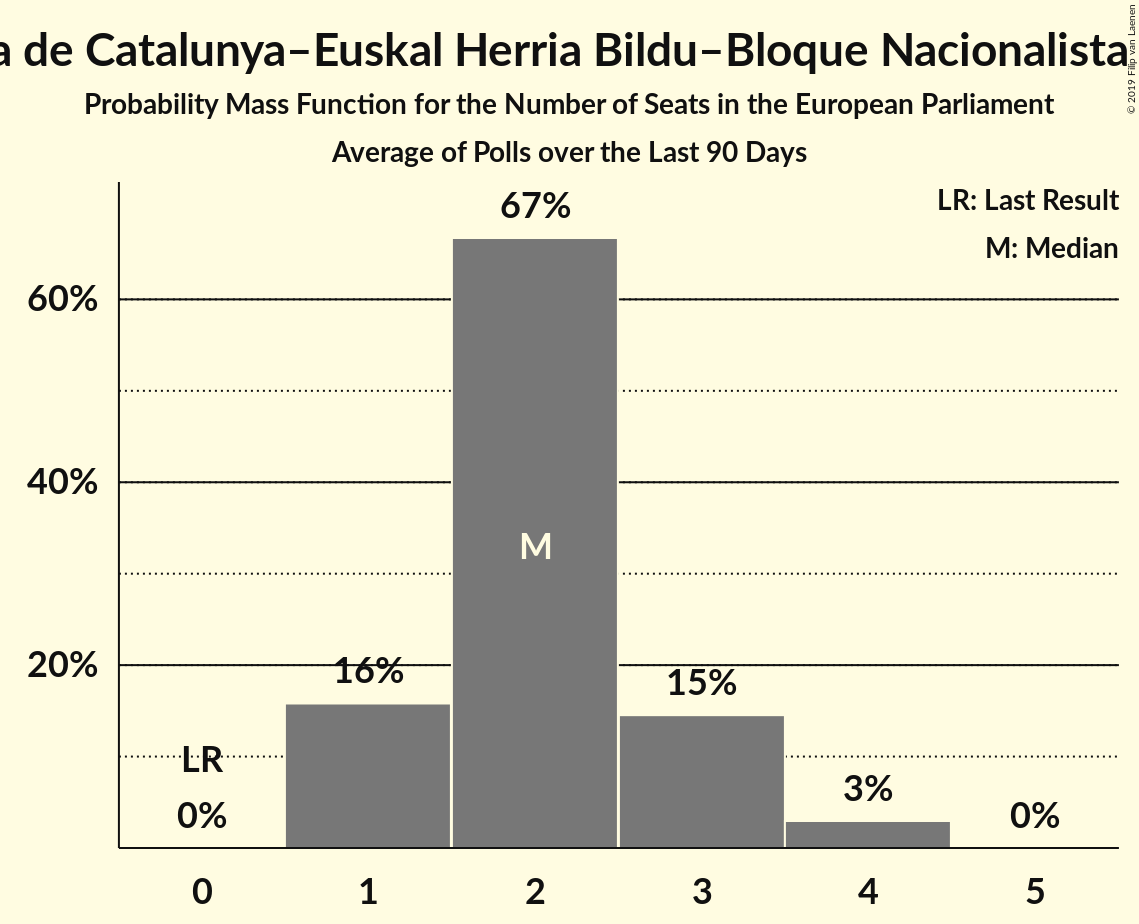 a de Catalunya–Euskal Herria Bildu–Bloque Nacionalista
Probability Mass Function for the Number of Seats in the European Parliament
Average of Polls over the Last 90 Days
© 2019 Filip van Laenen
LR: Last Result
M: Median
67%
60%
40%
M
20%
16%
15%
LR
3%
0%
0%
0 1 2 3 4 5